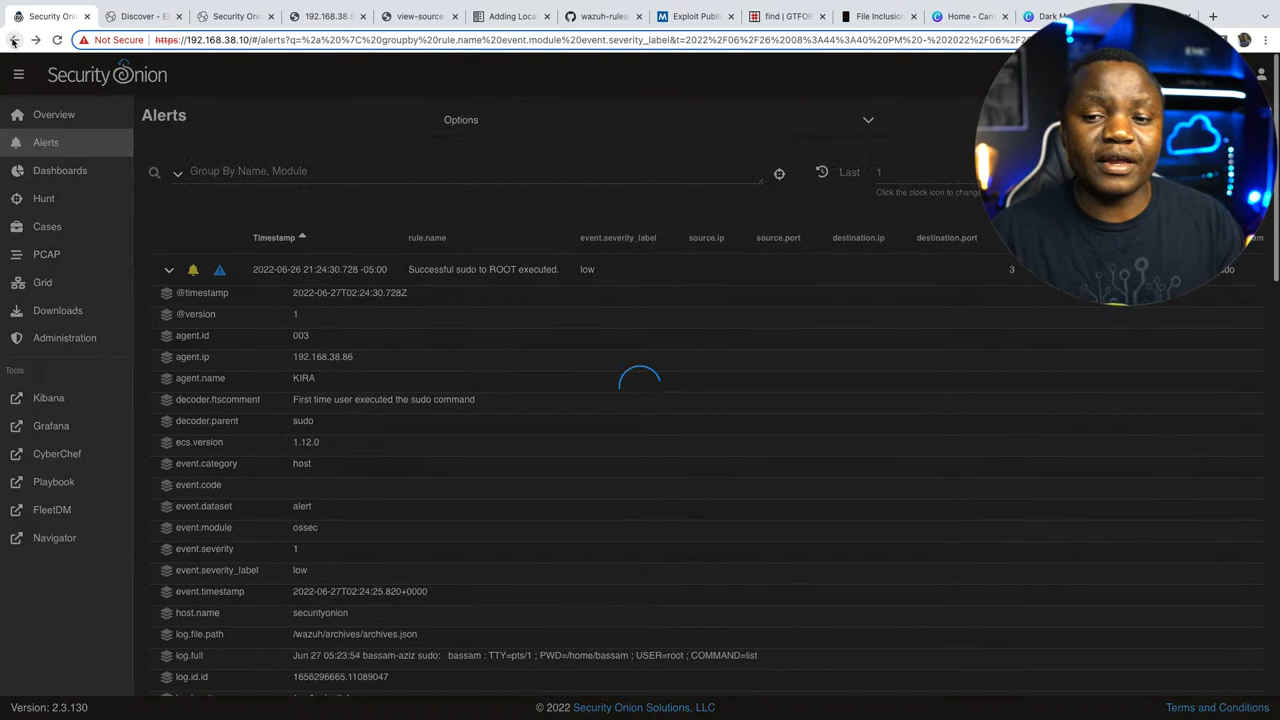 Security Oni
Discover - El
Security Oni
192.168.38.
view-source
Adding Loca
wazuh-rules
Exploit Publi
find | GTFOB
File Inclusion
Home - Can
Dark M
Not Secure
https://192.168.38.10/#/alerts?q=%2a%20%7C%20groupby%20rule.name%20event.module%20event.severity_label&t=2022%2F06%2F26%2008%3A44%3A40%20PM%20-%202022%2F06%2F2
Security Onion
Overview
Alerts
Dashboards
Hunt
Cases
PCAP
Grid
Downloads
Administration
Tools
Kibana
Grafana
CyberChef
Playbook
FleetDM
Navigator
Alerts
Options
Group By Name, Module
Last 1
Click the clock icon to change
Timestamp rule.name event.severity_label source.ip source.port destination.ip destination.port
2022-06-26 21:24:30.728 -05:00 Successful sudo to ROOT executed. low 3
@timestamp 2022-06-27T02:24:30.728Z
@version 1
agent.id 003
agent.ip 192.168.38.86
agent.name KIRA
decoder.ftscomment First time user executed the sudo command
decoder.parent sudo
ecs.version 1.12.0
event.category host
event.code
event.dataset alert
event.module ossec
event.severity 1
event.severity_label low
event.timestamp 2022-06-27T02:24:25.820+0000
host.name securityonion
log.file.path /wazuh/archives/archives.json
log.full Jun 27 05:23:54 bassam-aziz sudo: bassam : TTY=pts/1 ; PWD=/home/bassam ; USER=root ; COMMAND=list
log.id.id 1656296665.11089047
Version: 2.3.130
© 2022 Security Onion Solutions, LLC
Terms and Conditions